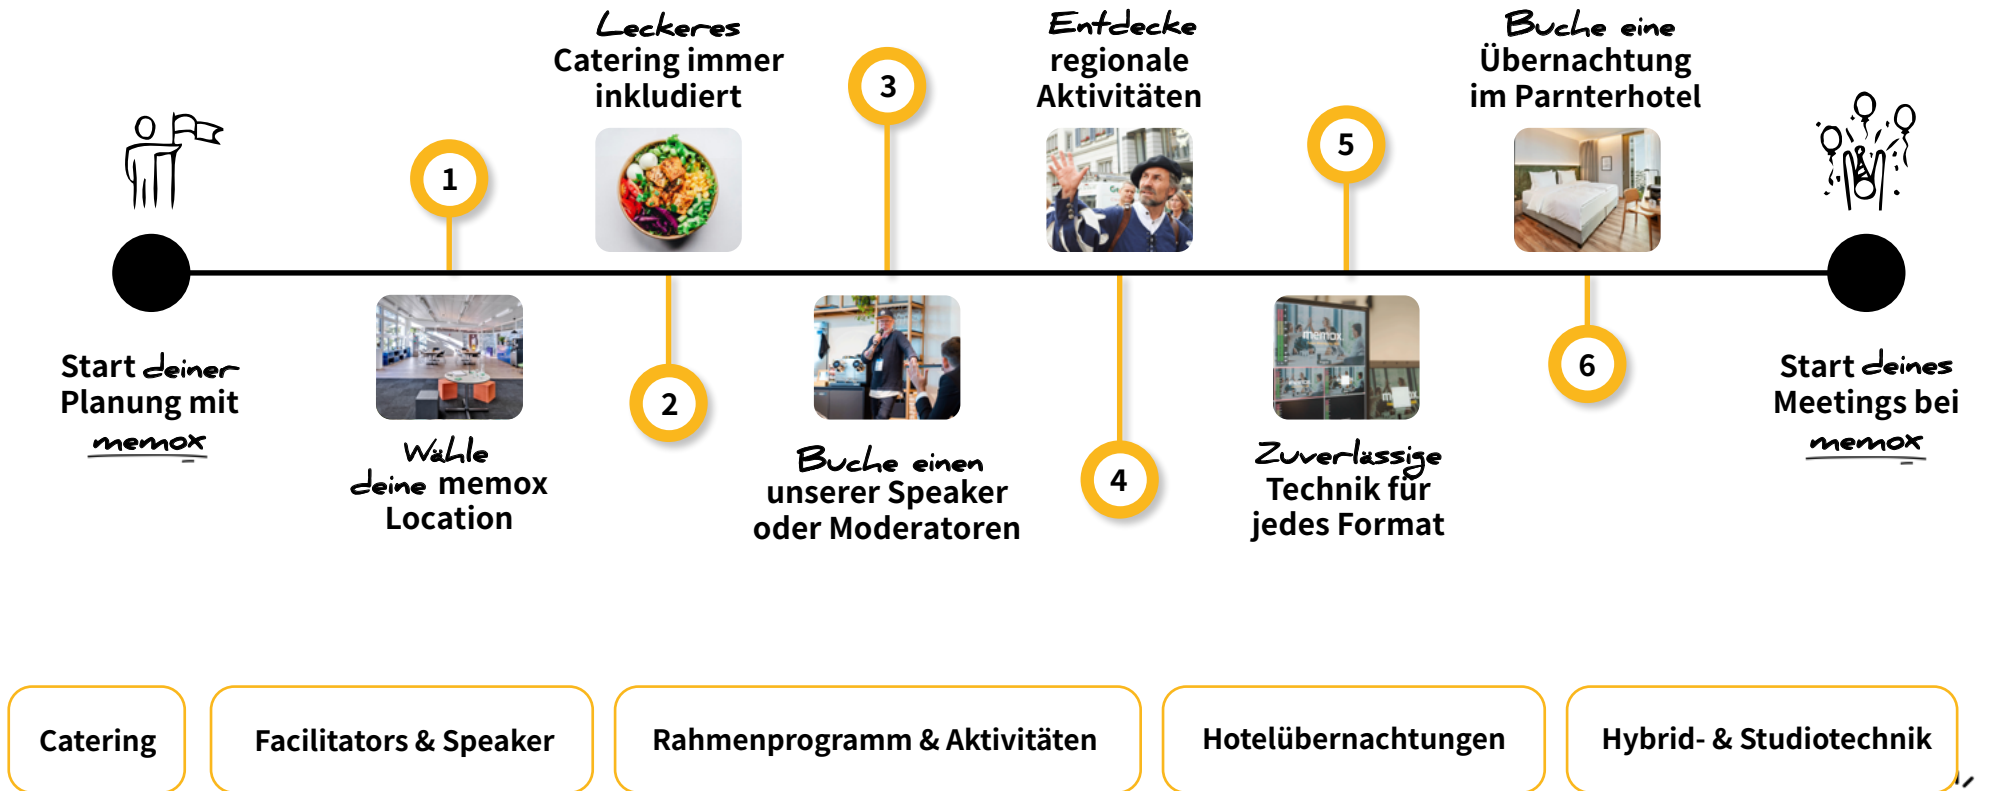 Start deiner
Planung mit
memox
1
Wähle
deine memox
Location
Leckeres
Catering immer
inkludiert
2
3
Buche einen
unserer Speaker
oder Moderatoren
Entdecke
regionale
Aktivitäten
4
5
memox
Zuverlässige
Technik für
jedes Format
Buche eine
Übernachtung
im Parnterhotel
6
Start deines
Meetings bei
memox
Catering
Facilitators & Speaker
Rahmenprogramm & Aktivitäten
Hotelübernachtungen
Hybrid- & Studiotechnik